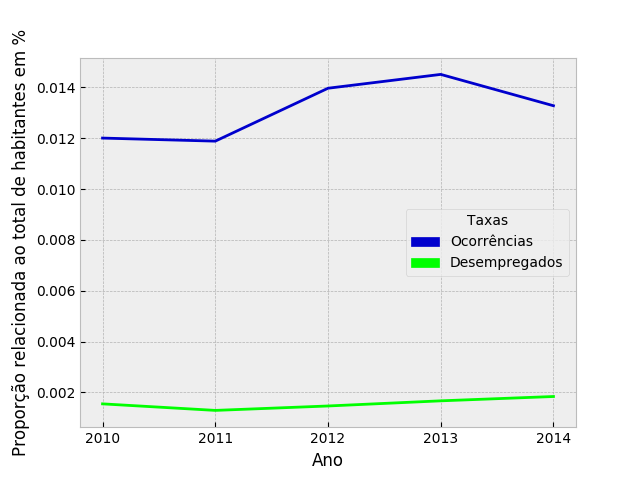 Proporção relacionada ao total de habitantes em %
0.014
0.012
0.010
0.008
0.006
0.004
0.002
Taxas
Ocorrências
Desempregados
2010 2011 2012 2013 2014
Ano